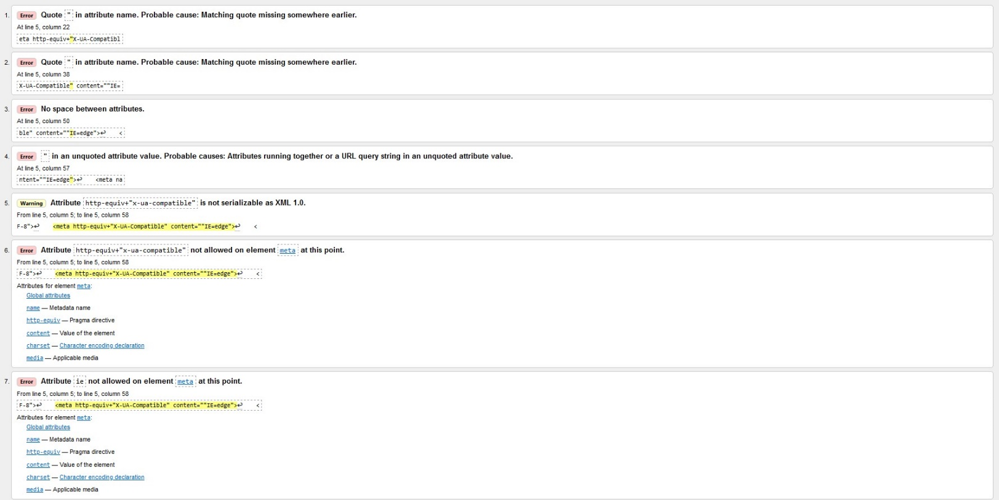 1. Error Quote " in attribute name. Probable cause: Matching quote missing somewhere earlier.
At line 5, column 22
eta http-equiv+"X-UA-Compatibl
2. Error Quote " in attribute name. Probable cause: Matching quote missing somewhere earlier.
At line 5, column 38
X-UA-Compatible" content=""IE=
3. Error No space between attributes.
At line 5, column 50
ble" content=""IE=edge">↩    <
4. Error " in an unquoted attribute value. Probable causes: Attributes running together or a URL query string in an unquoted attribute value.
At line 5, column 57
ntent=""IE=edge">↩    <meta na
5. Warning Attribute http-equiv+"x-ua-compatible" is not serializable as XML 1.0.
From line 5, column 5; to line 5, column 58
F-8">↩    <meta http-equiv+"X-UA-Compatible" content=""IE=edge">↩    <
6. Error Attribute http-equiv+"x-ua-compatible" not allowed on element meta at this point.
From line 5, column 5; to line 5, column 58
F-8">↩    <meta http-equiv+"X-UA-Compatible" content=""IE=edge">↩    <
Attributes for element meta:
Global attributes
name — Metadata name
http-equiv — Pragma directive
content — Value of the element
charset — Character encoding declaration
media — Applicable media
7. Error Attribute ie not allowed on element meta at this point.
From line 5, column 5; to line 5, column 58
F-8">↩    <meta http-equiv+"X-UA-Compatible" content=""IE=edge">↩    <
Attributes for element meta:
Global attributes
name — Metadata name
http-equiv — Pragma directive
content — Value of the element
charset — Character encoding declaration
media — Applicable media